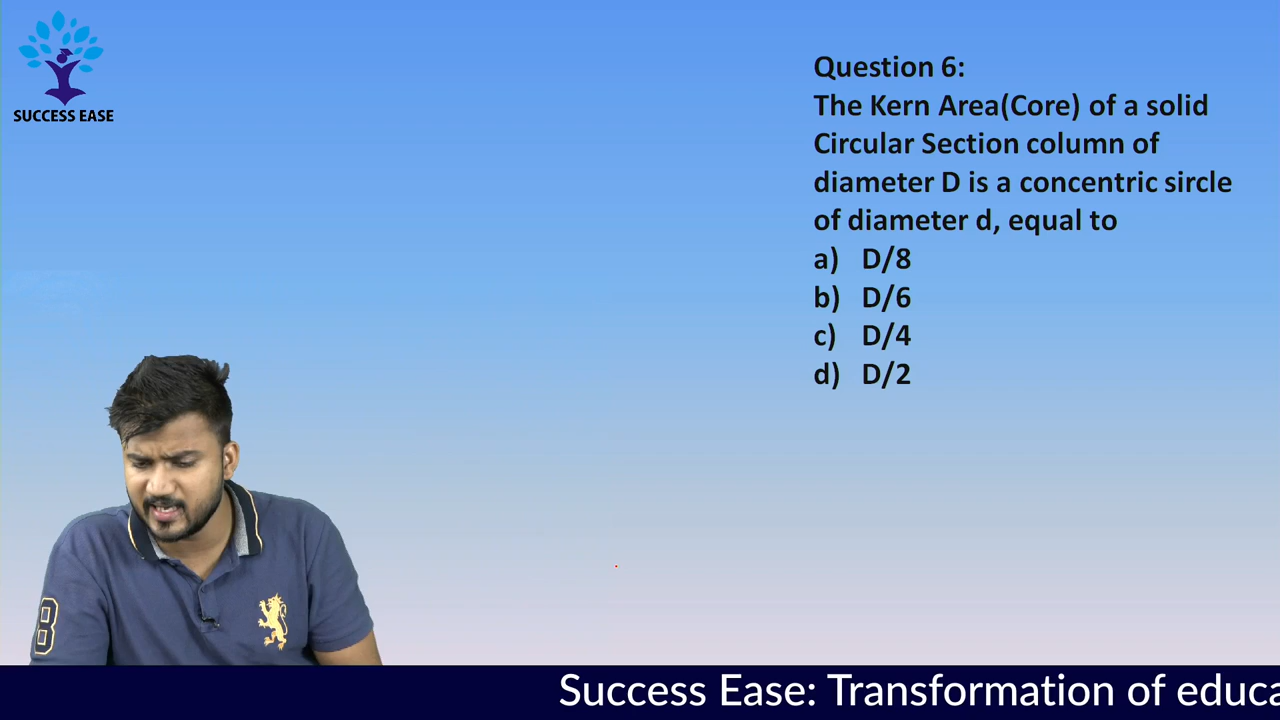 SUCCESS EASE
Question 6:
The Kern Area(Core) of a solid
Circular Section column of
diameter D is a concentric sircle
of diameter d, equal to
a) D/8
b) D/6
c) D/4
d) D/2
8
Success Ease: Transformation of educa